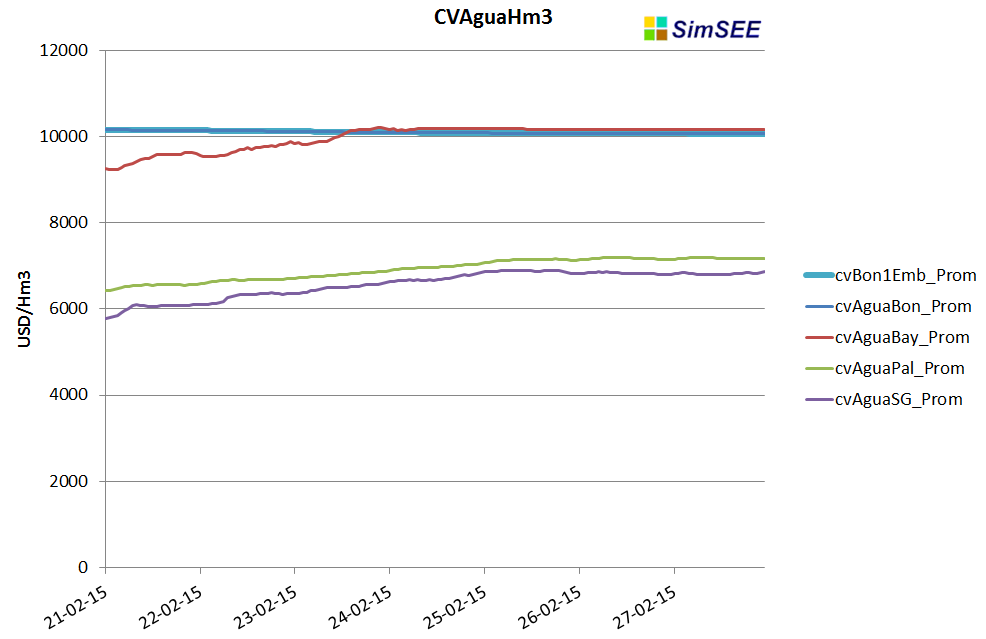 CVAguaHm3
SimSEE
12000
10000
8000
6000
4000
2000
0
USD/Hm3
21-02-15
22-02-15
23-02-15
24-02-15
25-02-15
26-02-15
27-02-15
cvBon1Emb_Prom
cvAguaBon_Prom
cvAguaBay_Prom
cvAguaPal_Prom
cvAguaSG_Prom